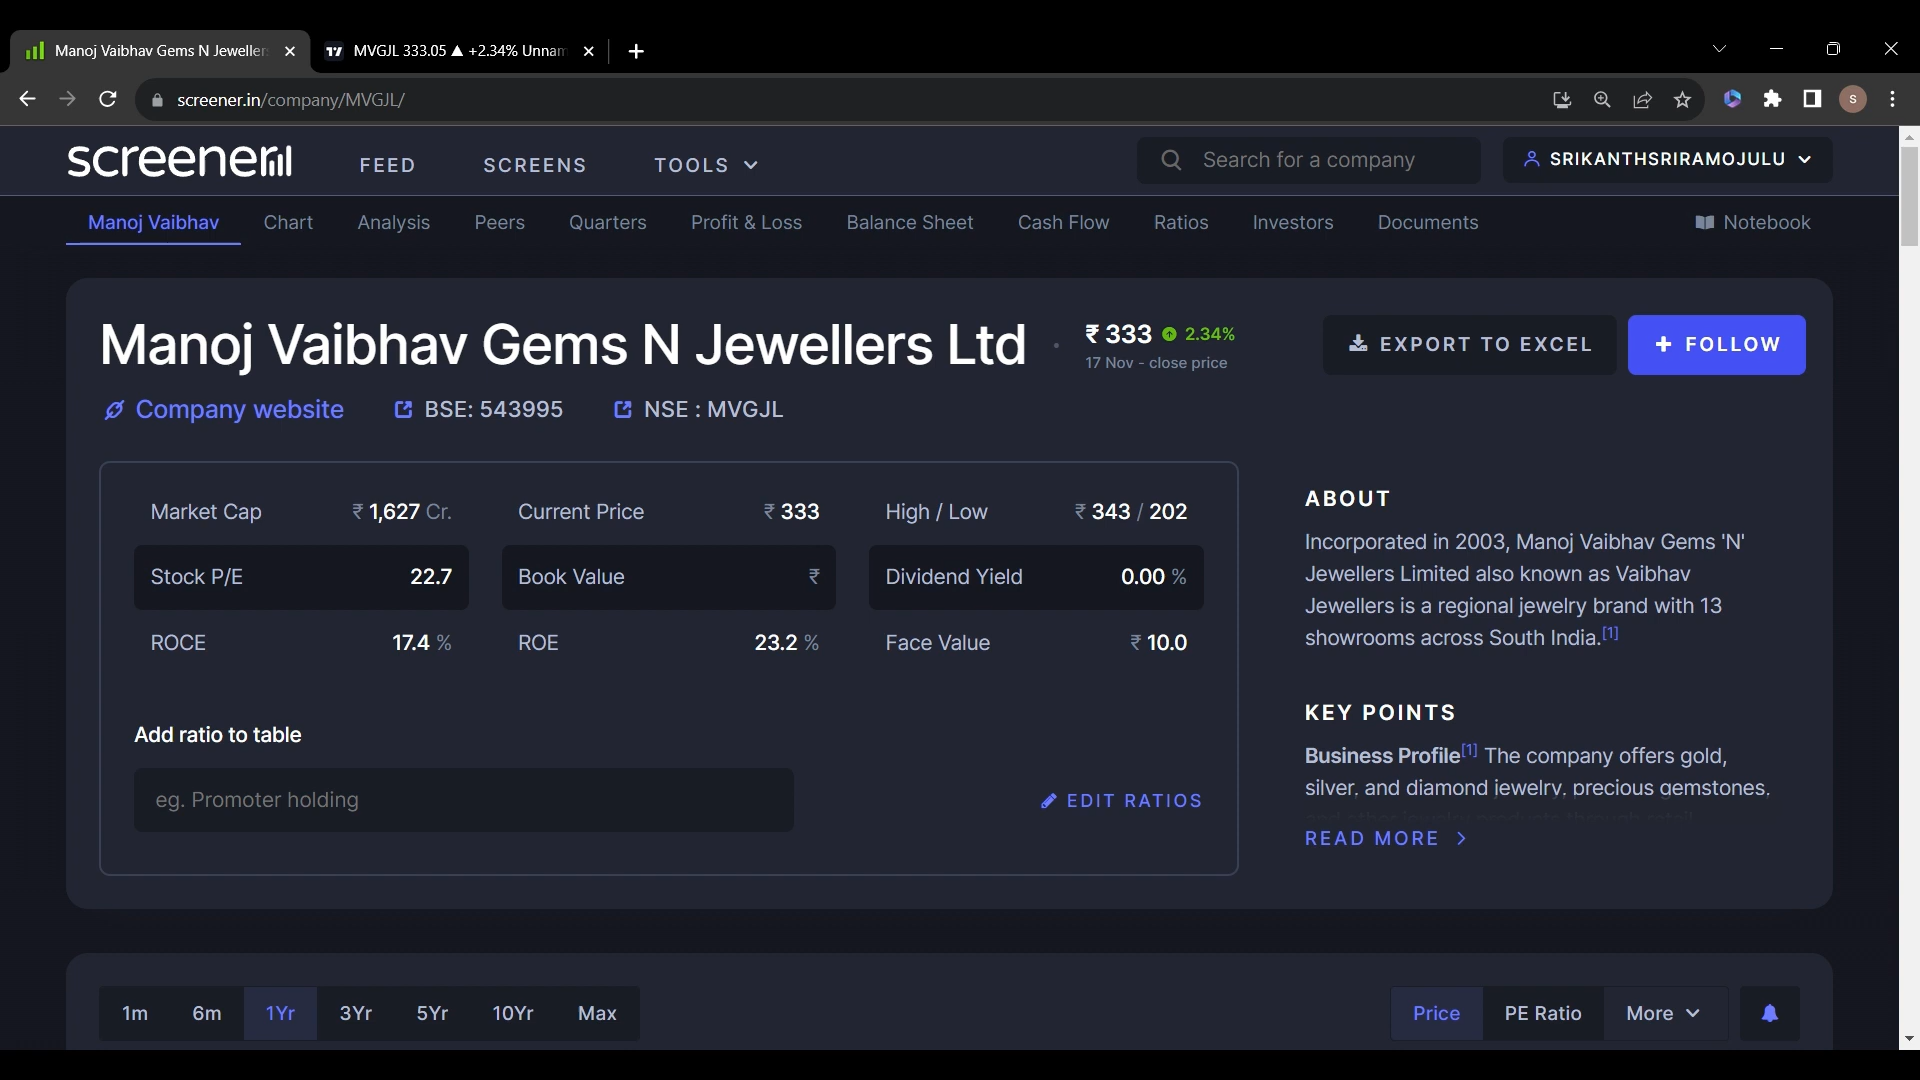 Manoj Vaibhav Gems N Jeweller
MVGJL 333.05 ▲ +2.34% Unnam
screener.in/company/MVGJL/
S
screener
FEED
SCREENS
TOOLS
Search for a company
SRIKANTHSRIRAMOJULU
Manoj Vaibhav
Chart
Analysis
Peers
Quarters
Profit & Loss
Balance Sheet
Cash Flow
Ratios
Investors
Documents
Notebook
Manoj Vaibhav Gems N Jewellers Ltd
₹ 333 2.34%
17 Nov - close price
EXPORT TO EXCEL
+ FOLLOW
Company website
BSE: 543995
NSE : MVGJL
Market Cap ₹ 1,627 Cr.
Current Price ₹ 333
High / Low ₹ 343 / 202
Stock P/E 22.7
Book Value ₹
Dividend Yield 0.00 %
ROCE 17.4 %
ROE 23.2 %
Face Value ₹ 10.0
Add ratio to table
eg. Promoter holding
EDIT RATIOS
ABOUT
Incorporated in 2003, Manoj Vaibhav Gems 'N'
Jewellers Limited also known as Vaibhav
Jewellers is a regional jewelry brand with 13
showrooms across South India.[1]
KEY POINTS
Business Profile[1] The company offers gold,
silver, and diamond jewelry, precious gemstones,
READ MORE >
1m
6m
1Yr
3Yr
5Yr
10Yr
Max
Price
PE Ratio
More